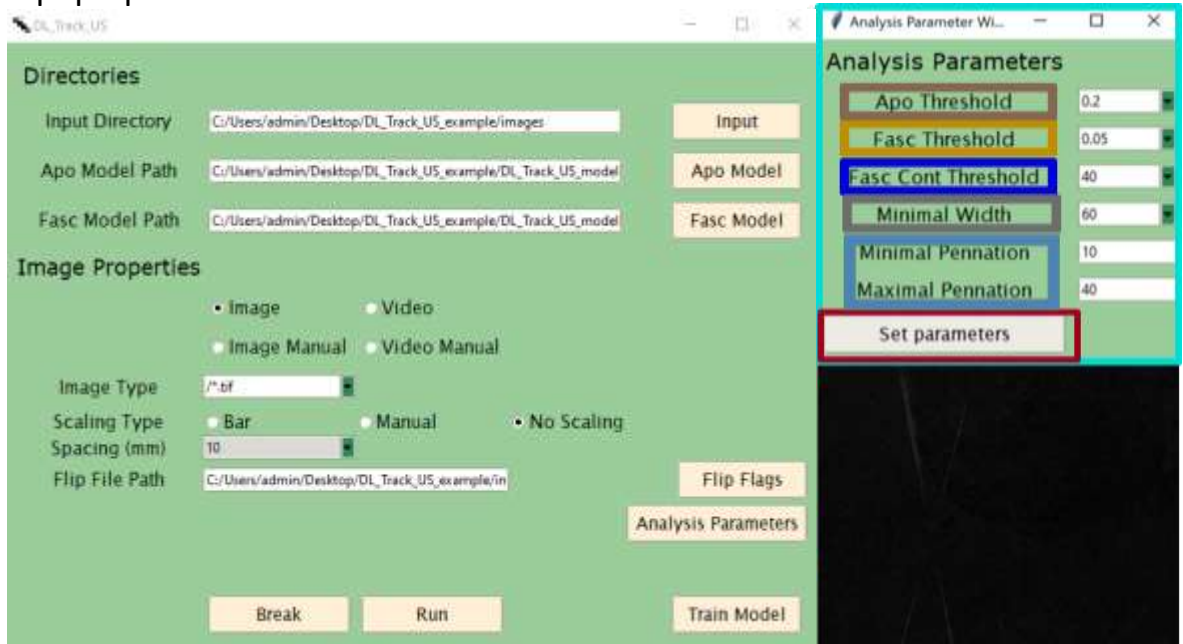 DL_Track_US
Directories
Input Directory C:/Users/admin/Desktop/DL_Track_US_example/images Input
Apo Model Path C:/Users/admin/Desktop/DL_Track_US_example/DL_Track_US_model Apo Model
Fasc Model Path C:/Users/admin/Desktop/DL_Track_US_example/DL_Track_US_model Fasc Model
Image Properties
Image Video
Image Manual Video Manual
Image Type /*.tif
Scaling Type Bar Manual No Scaling
Spacing (mm) 10
Flip File Path C:/Users/admin/Desktop/DL_Track_US_example/in Flip Flags
Analysis Parameters
Break Run Train Model
Analysis Parameter Wi...
Analysis Parameters
Apo Threshold 0.2
Fasc Threshold 0.05
Fasc Cont Threshold 40
Minimal Width 60
Minimal Pennation 10
Maximal Pennation 40
Set parameters